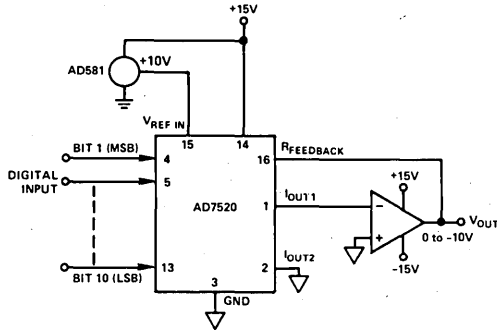 +15V
AD581
+10V
VREF IN
15
14
BIT 1 (MSB)
4
16
RFEEDBACK
DIGITAL
INPUT
5
+15V
AD7520
1
IOUT1
−
+
VOUT
0 to -10V
-15V
IOUT2
2
BIT 10 (LSB)
13
3
GND